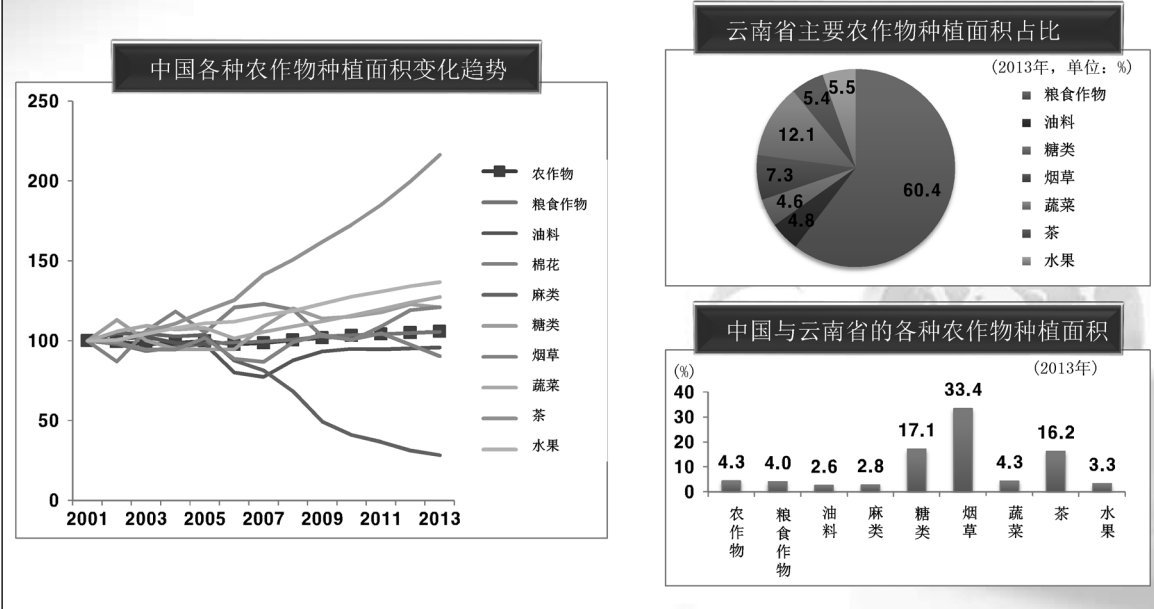 中国各种农作物种植面积变化趋势
250
200
150
100
50
0
2001 2003 2005 2007 2009 2011 2013
农作物
粮食作物
油料
棉花
麻类
糖类
烟草
蔬菜
茶
水果
云南省主要农作物种植面积占比
(2013年，单位：%)
60.4
4.8
4.6
7.3
12.1
5.4
5.5
粮食作物
油料
糖类
烟草
蔬菜
茶
水果
中国与云南省的各种农作物种植面积
(2013年)
(%)
40
30
20
10
0
4.3 4.0 2.6 2.8 17.1 33.4 4.3 16.2 3.3
农作物 粮食作物 油料 麻类 糖类 烟草 蔬菜 茶 水果